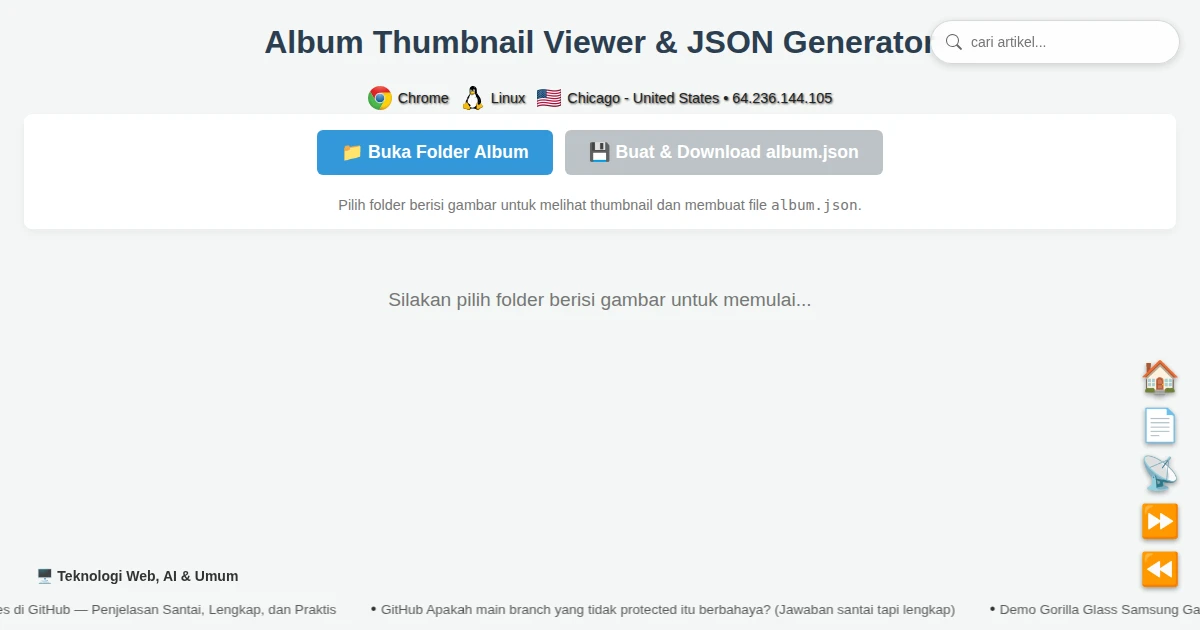 Album Thumbnail Viewer & JSON Generator
cari artikel...
Chrome Linux Chicago - United States • 64.236.144.105
Buka Folder Album
Buat & Download album.json
Pilih folder berisi gambar untuk melihat thumbnail dan membuat file album.json.
Silakan pilih folder berisi gambar untuk memulai...
Teknologi Web, AI & Umum
es di GitHub — Penjelasan Santai, Lengkap, dan Praktis • GitHub Apakah main branch yang tidak protected itu berbahaya? (Jawaban santai tapi lengkap) • Demo Gorilla Glass Samsung Ga